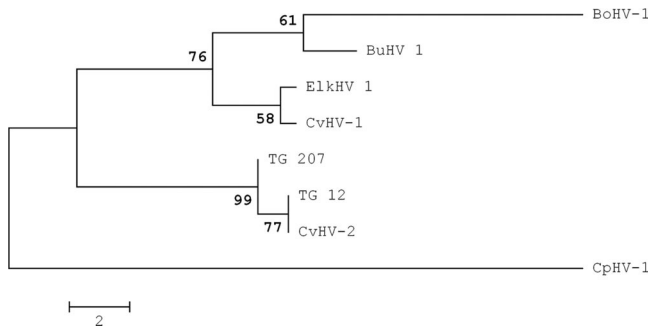 BoHV-1
61
BuHV 1
76
ElkHV 1
58
CvHV-1
TG 207
99
TG 12
77
CvHV-2
CpHV-1
2